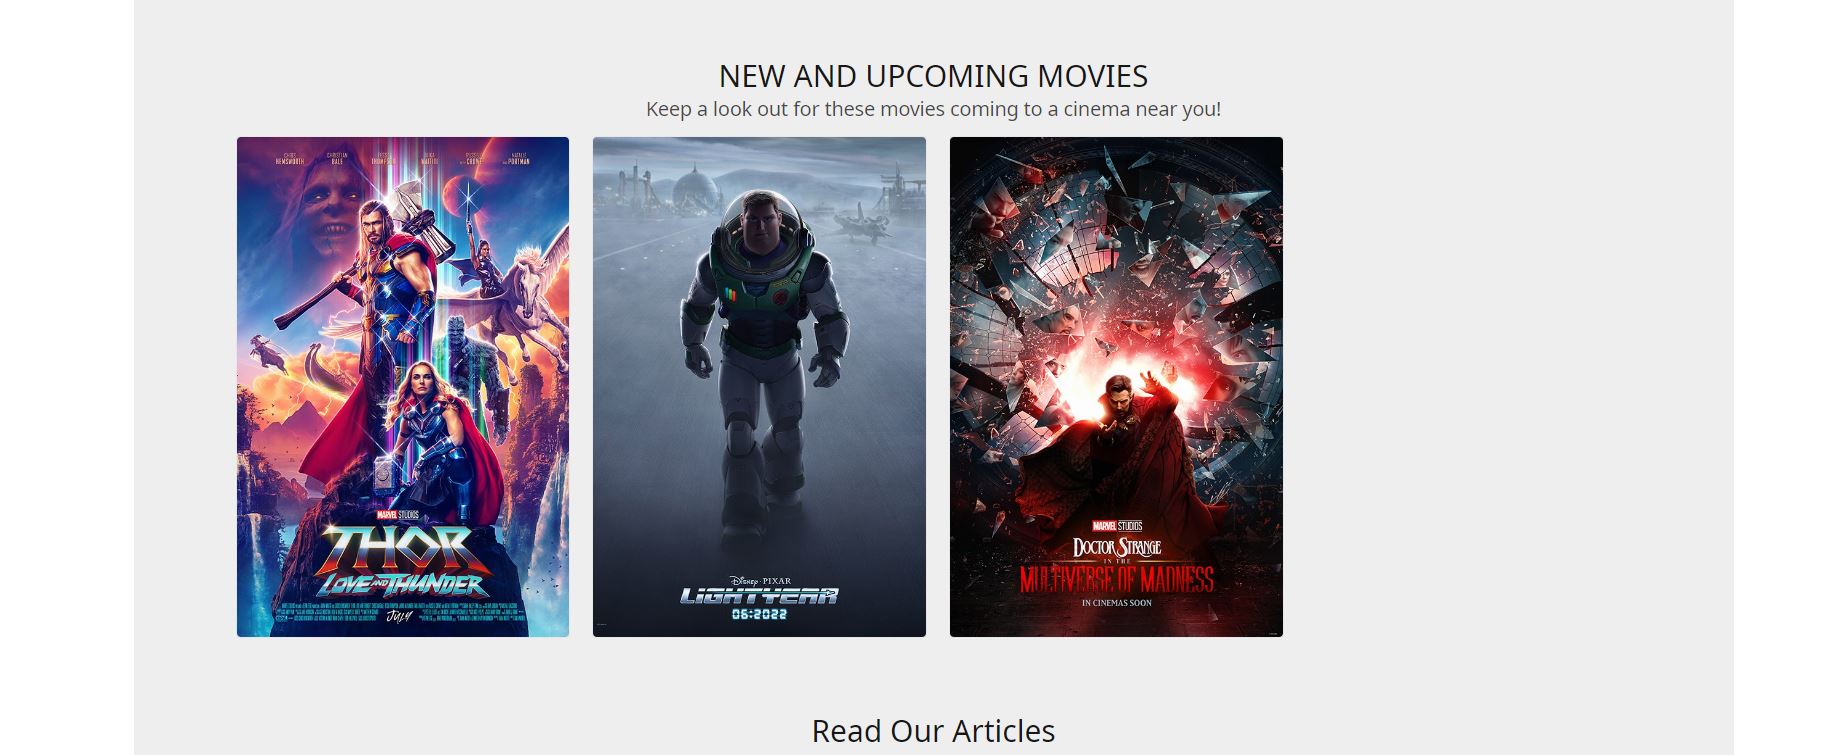 NEW AND UPCOMING MOVIES
Keep a look out for these movies coming to a cinema near you!
CHRIS HEMSWORTH CHRISTIAN BALE TESSA THOMPSON TAIKA WAITITI RUSSELL CROWE NATALIE PORTMAN
MARVEL STUDIOS
THOR
LOVE AND THUNDER
JULY
Disney · PIXAR
LIGHTYEAR
06:2022
MARVEL STUDIOS
DOCTOR STRANGE
IN THE
MULTIVERSE OF MADNESS
IN CINEMAS SOON
Read Our Articles